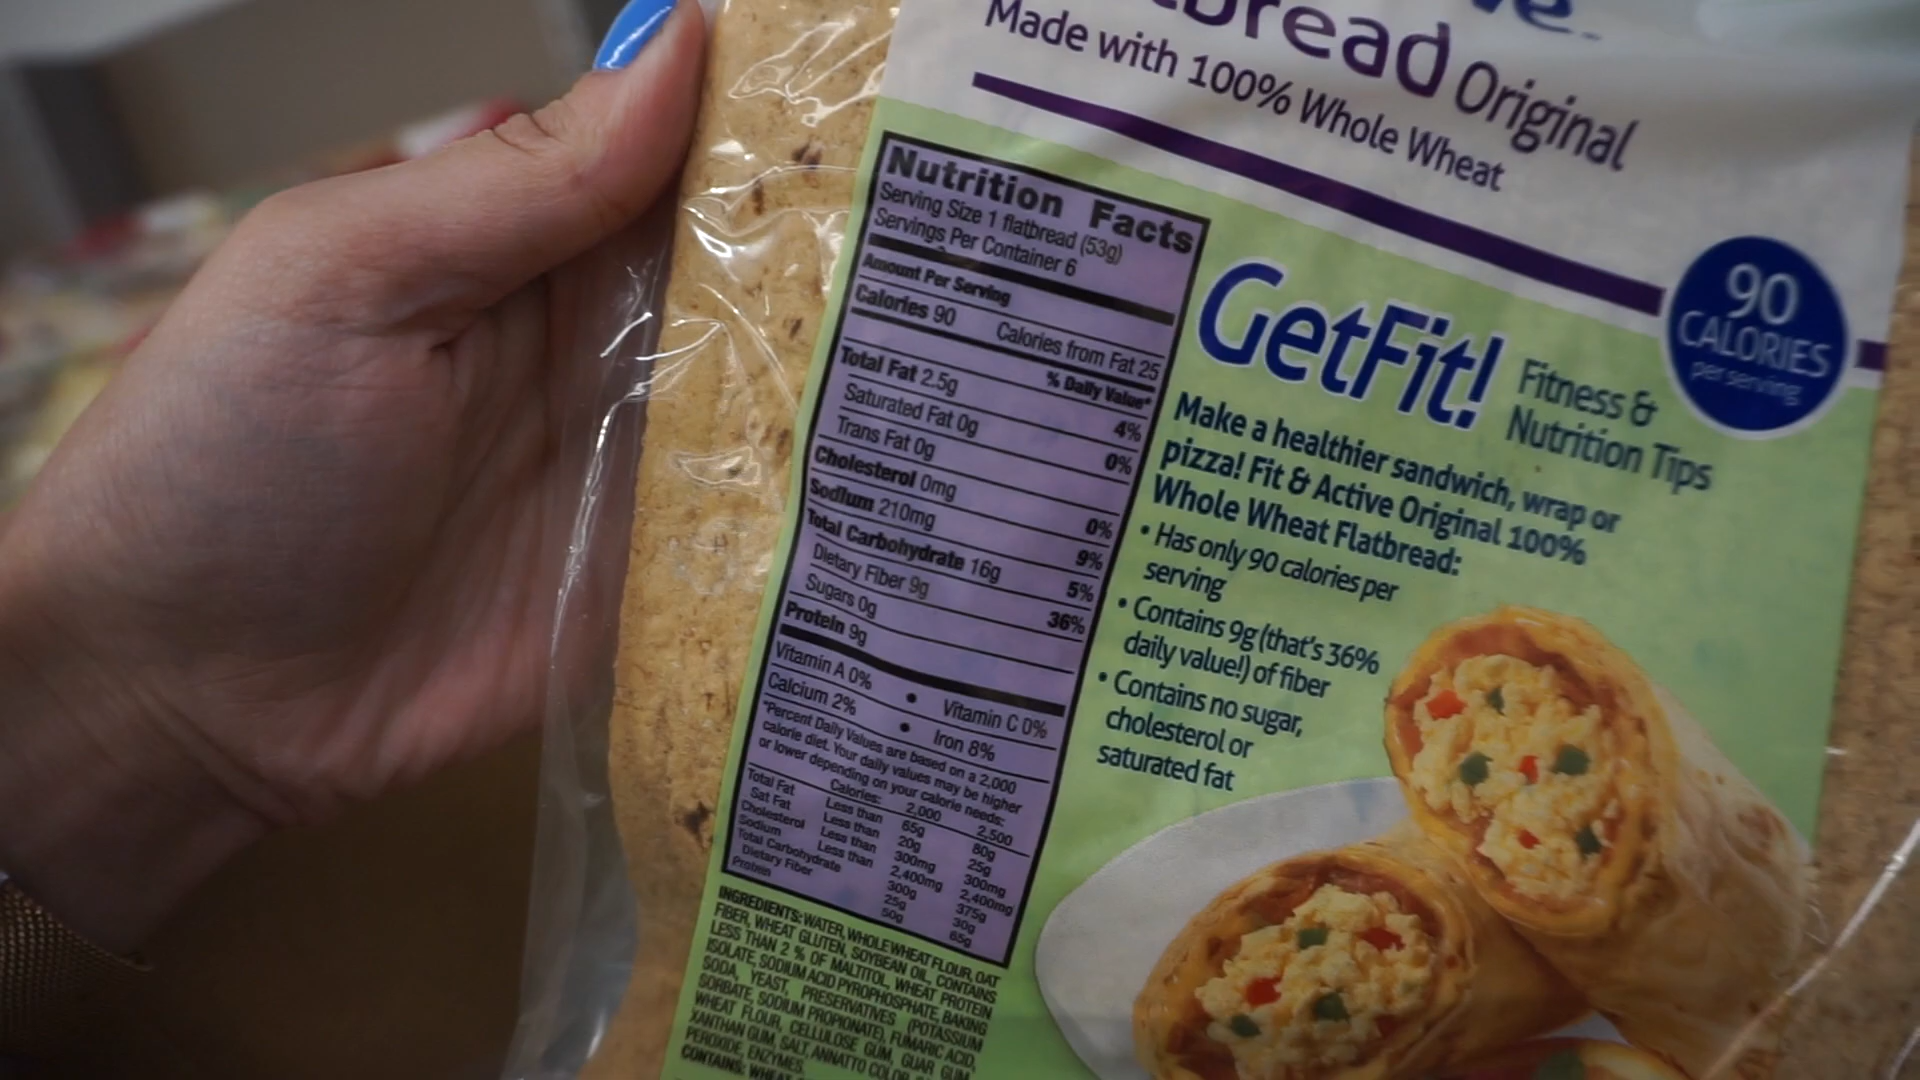 bread Original
Made with 100% Whole Wheat
90
CALORIES
per serving
Nutrition Facts
Serving Size 1 flatbread (53g)
Servings Per Container 6
Amount Per Serving
Calories 90 Calories from Fat 25
% Daily Value*
Total Fat 2.5g 4%
Saturated Fat 0g 0%
Trans Fat 0g
Cholesterol 0mg 0%
Sodium 210mg 9%
Total Carbohydrate 16g 5%
Dietary Fiber 9g 36%
Sugars 0g
Protein 9g
Vitamin A 0% • Vitamin C 0%
Calcium 2% • Iron 8%
*Percent Daily Values are based on a 2,000
calorie diet. Your daily values may be higher
or lower depending on your calorie needs:
Calories: 2,000 2,500
Total Fat Less than 65g 80g
Sat Fat Less than 20g 25g
Cholesterol Less than 300mg 300mg
Sodium Less than 2,400mg 2,400mg
Total Carbohydrate 300g 375g
Dietary Fiber 25g 30g
Protein 50g 65g
INGREDIENTS: WATER, WHOLE WHEAT FLOUR, OAT
FIBER, WHEAT GLUTEN, SOYBEAN OIL, CONTAINS
LESS THAN 2 % OF MALTITOL, WHEAT PROTEIN
ISOLATE, SODIUM ACID PYROPHOSPHATE, BAKING
SODA, YEAST, PRESERVATIVES (POTASSIUM
SORBATE, SODIUM PROPIONATE), FUMARIC ACID,
WHEAT FLOUR, CELLULOSE GUM, GUAR GUM,
XANTHAN GUM, SALT, ANNATTO COLOR
PEROXIDE, ENZYMES.
CONTAINS: WHEAT
GetFit! Fitness &
Nutrition Tips
Make a healthier sandwich, wrap or
pizza! Fit & Active Original 100%
Whole Wheat Flatbread:
• Has only 90 calories per
serving
• Contains 9g (that's 36%
daily value!) of fiber
• Contains no sugar,
cholesterol or
saturated fat